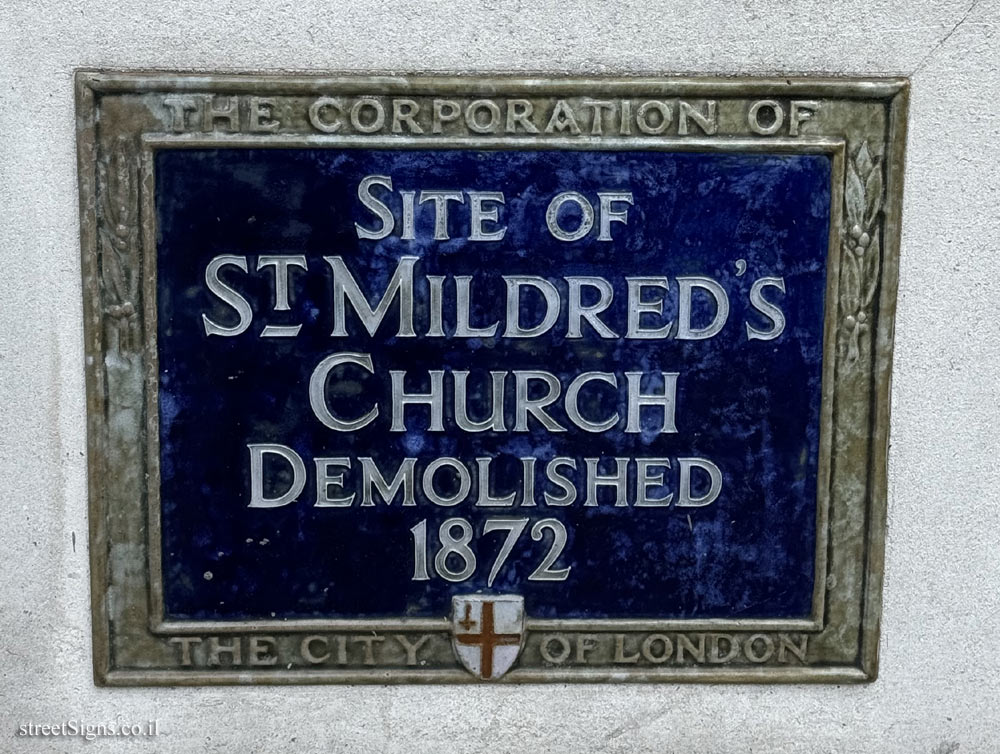 THE CORPORATION OF
SITE OF
ST MILDRED'S
CHURCH
DEMOLISHED
1872
THE CITY OF LONDON
streetSigns.co.il